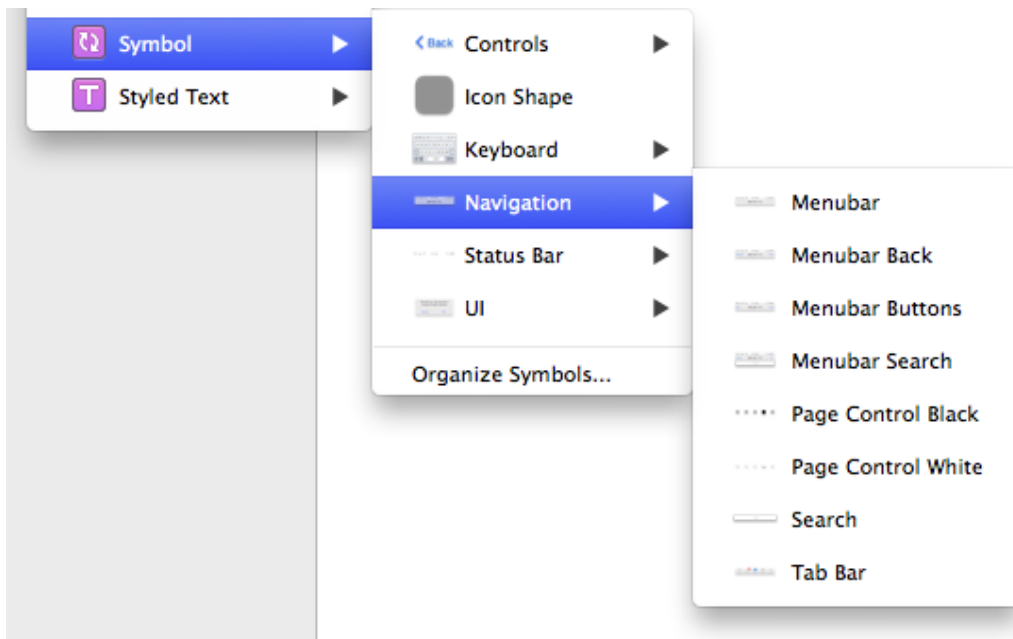 Symbol
Styled Text
Back Controls
Icon Shape
Keyboard
Navigation
Status Bar
UI
Organize Symbols...
Menubar
Menubar Back
Menubar Buttons
Menubar Search
Page Control Black
Page Control White
Search
Tab Bar